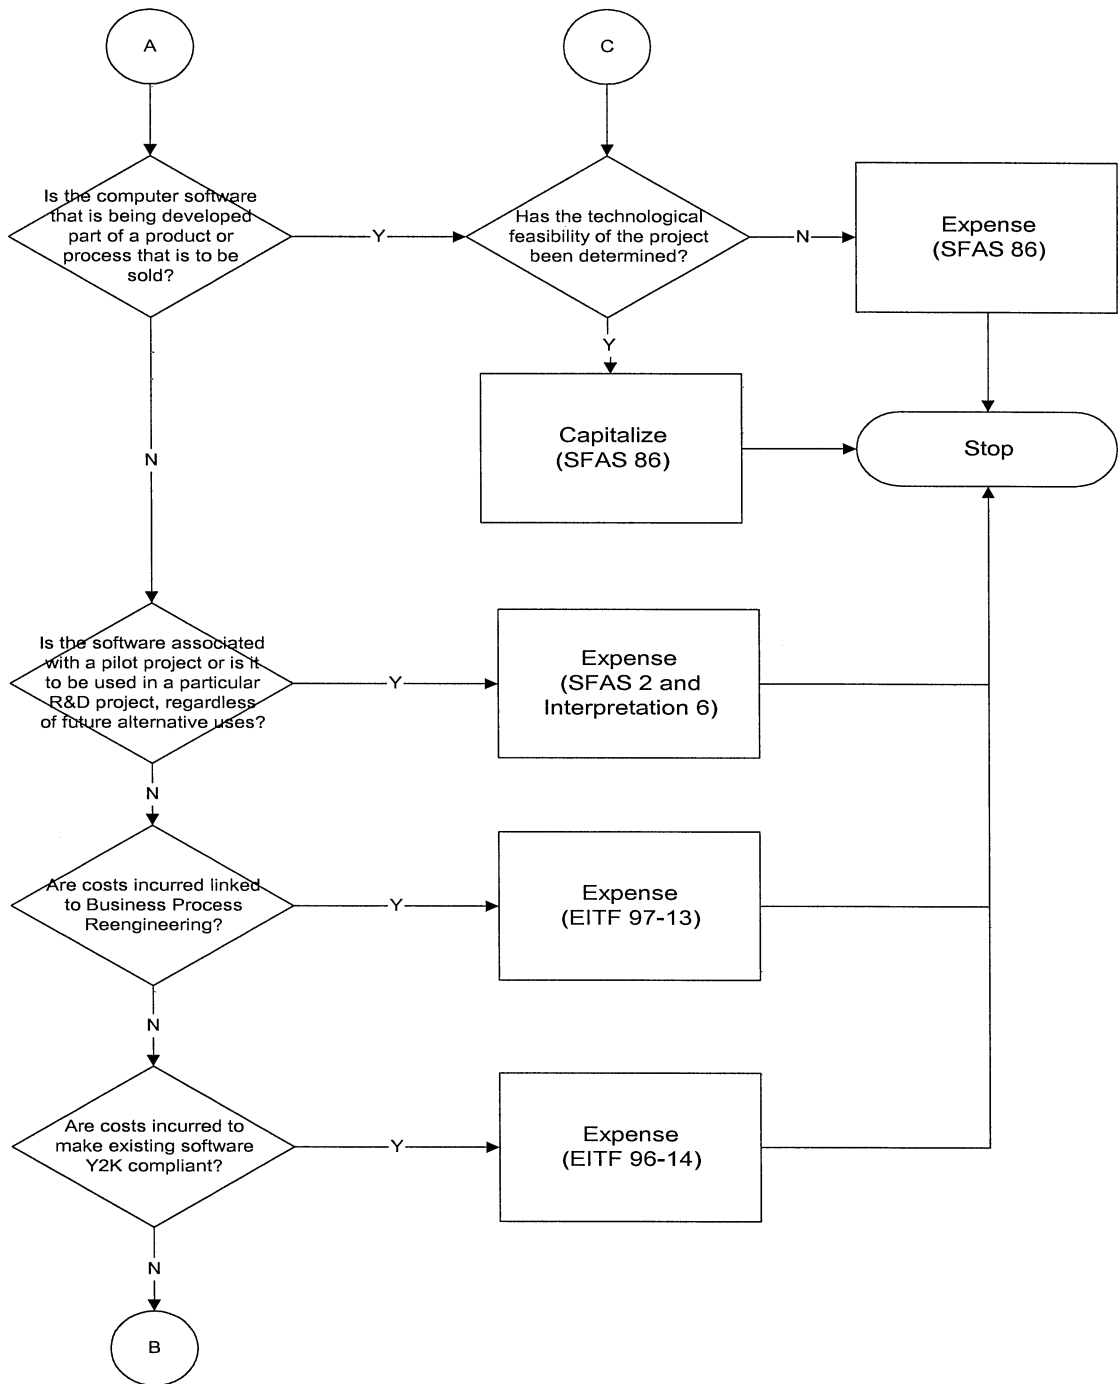 A
C
Is the computer software
that is being developed
part of a product or
process that is to be
sold?
Y
Has the technological
feasibility of the project
been determined?
N
Expense
(SFAS 86)
Y
Capitalize
(SFAS 86)
Stop
N
Is the software associated
with a pilot project or is it
to be used in a particular
R&D project, regardless
of future alternative uses?
Y
Expense
(SFAS 2 and
Interpretation 6)
N
Are costs incurred linked
to Business Process
Reengineering?
Y
Expense
(EITF 97-13)
N
Are costs incurred to
make existing software
Y2K compliant?
Y
Expense
(EITF 96-14)
N
B